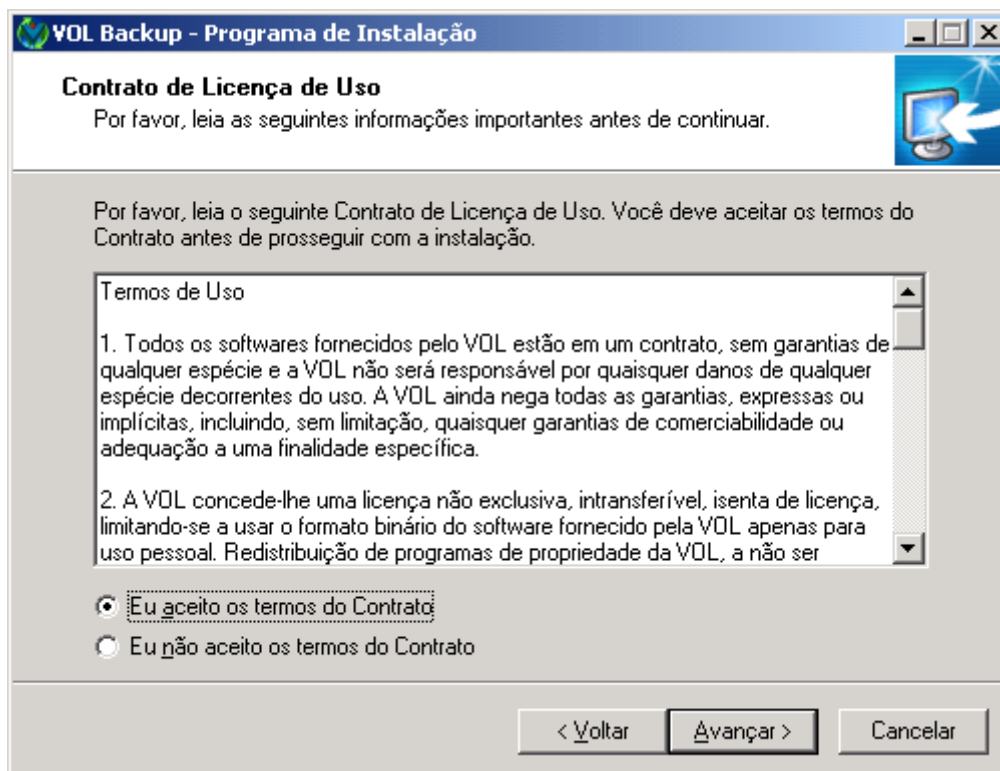 VOL Backup - Programa de Instalação
Contrato de Licença de Uso
Por favor, leia as seguintes informações importantes antes de continuar.
Por favor, leia o seguinte Contrato de Licença de Uso. Você deve aceitar os termos do
Contrato antes de prosseguir com a instalação.
Termos de Uso
1. Todos os softwares fornecidos pelo VOL estão em um contrato, sem garantias de
qualquer espécie e a VOL não será responsável por quaisquer danos de qualquer
espécie decorrentes do uso. A VOL ainda nega todas as garantias, expressas ou
implícitas, incluindo, sem limitação, quaisquer garantias de comerciabilidade ou
adequação a uma finalidade específica.
2. A VOL concede-lhe uma licença não exclusiva, intransferível, isenta de licença,
limitando-se a usar o formato binário do software fornecido pela VOL apenas para
uso pessoal. Redistribuição de programas de propriedade da VOL, a não ser
Eu aceito os termos do Contrato
Eu não aceito os termos do Contrato
< Voltar
Avançar >
Cancelar